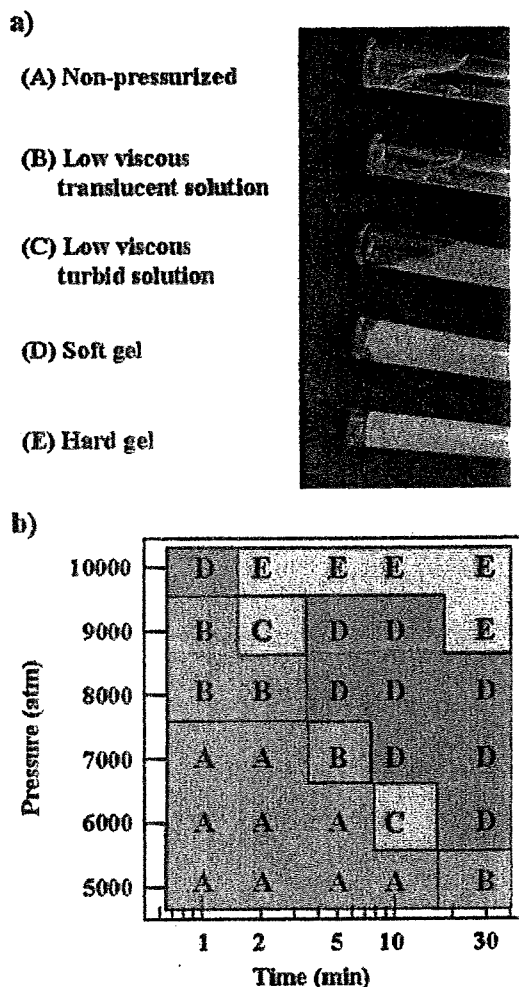 a)
(A) Non-pressurized
(B) Low viscous
translucent solution
(C) Low viscous
turbid solution
(D) Soft gel
(E) Hard gel
b)
Pressure (atm)
10000 D E E E E
9000 B C D D E
8000 B B D D D
7000 A A B D D
6000 A A A C D
5000 A A A A B
1 2 5 10 30
Time (min)